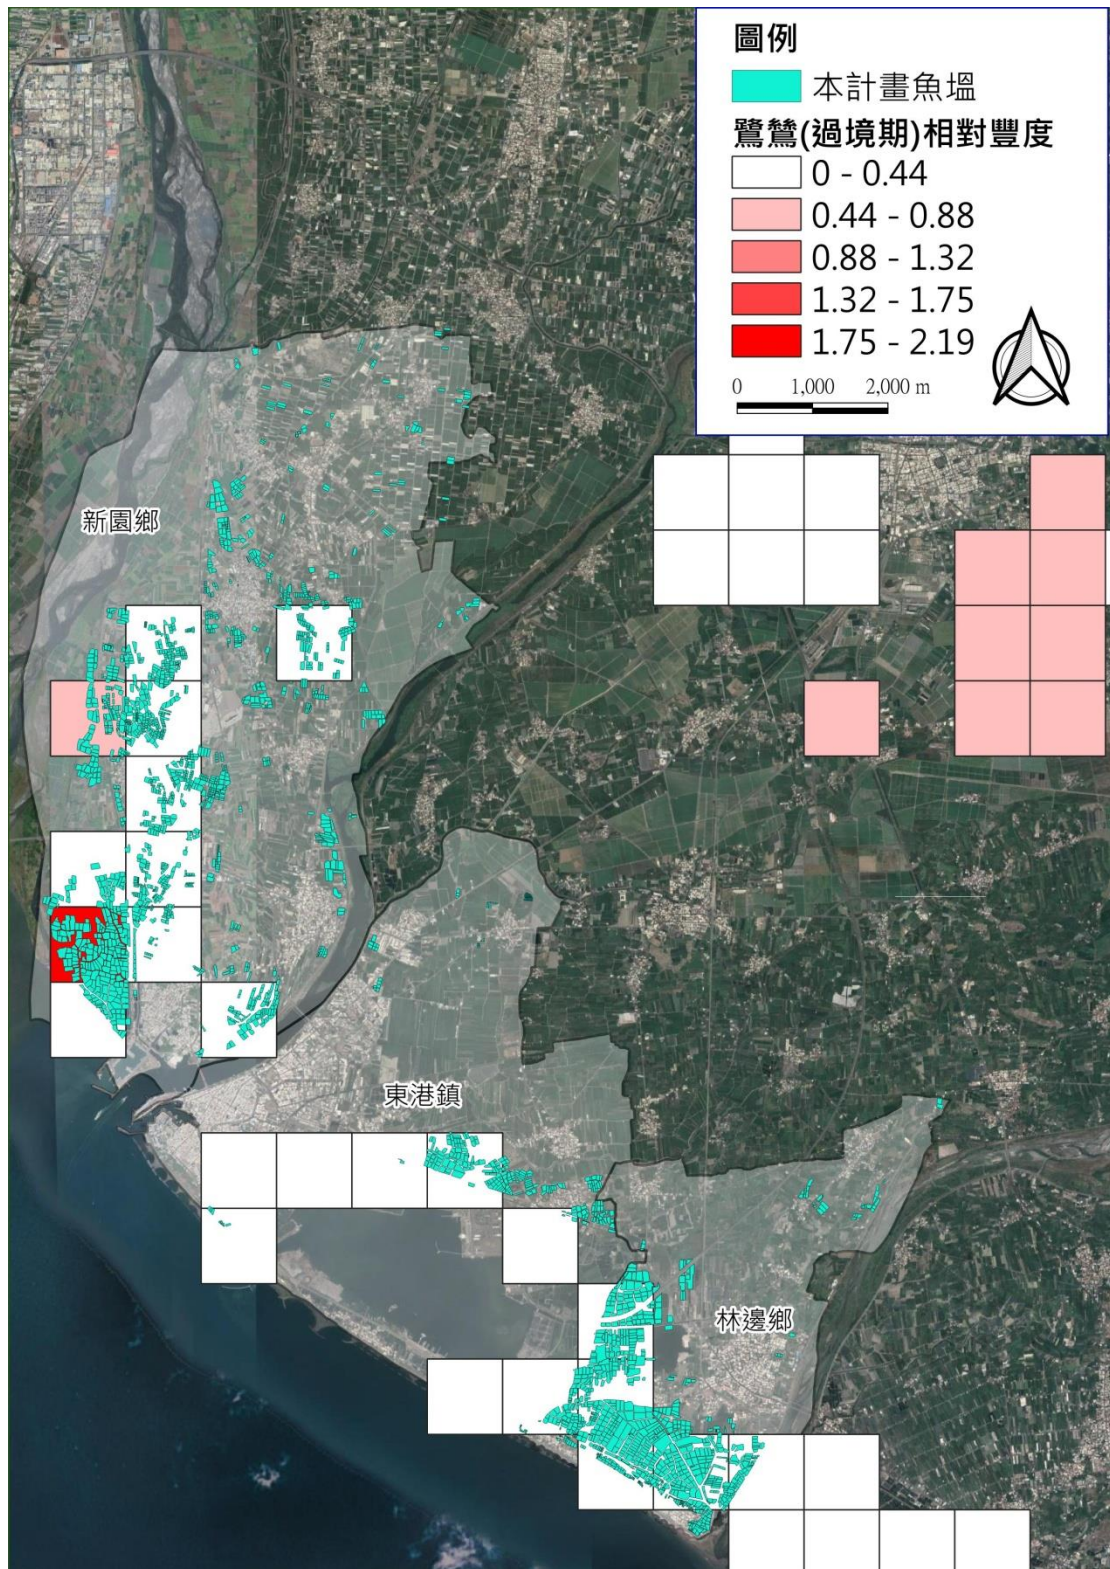 圖例
本計畫魚塭
鷺鷥(過境期)相對豐度
0 - 0.44
0.44 - 0.88
0.88 - 1.32
1.32 - 1.75
1.75 - 2.19
0 1,000 2,000 m
新園鄉
東港鎮
林邊鄉